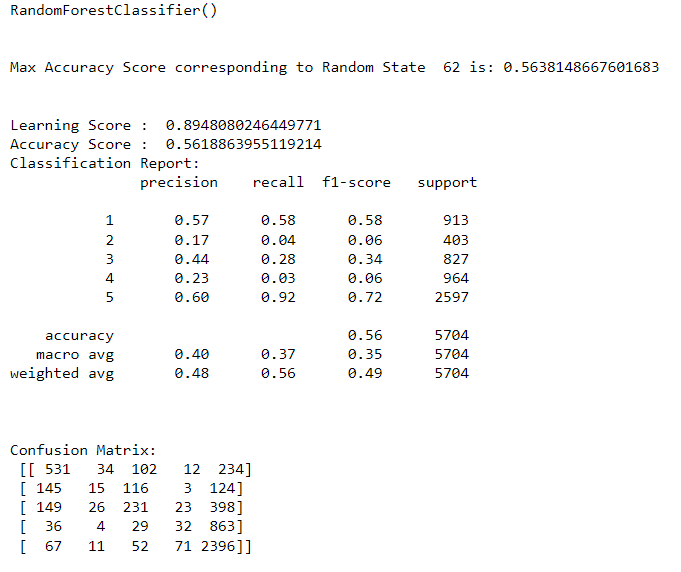 RandomForestClassifier()
Max Accuracy Score corresponding to Random State  62 is: 0.5638148667601683
Learning Score :  0.8948080246449771
Accuracy Score :  0.5618863955119214
Classification Report:
              precision    recall  f1-score   support
           1       0.57      0.58      0.58       913
           2       0.17      0.04      0.06       403
           3       0.44      0.28      0.34       827
           4       0.23      0.03      0.06       964
           5       0.60      0.92      0.72      2597
    accuracy                           0.56      5704
   macro avg       0.40      0.37      0.35      5704
weighted avg       0.48      0.56      0.49      5704
Confusion Matrix:
 [[ 531   34  102   12  234]
 [ 145   15  116    3  124]
 [ 149   26  231   23  398]
 [  36    4   29   32  863]
 [  67   11   52   71 2396]]